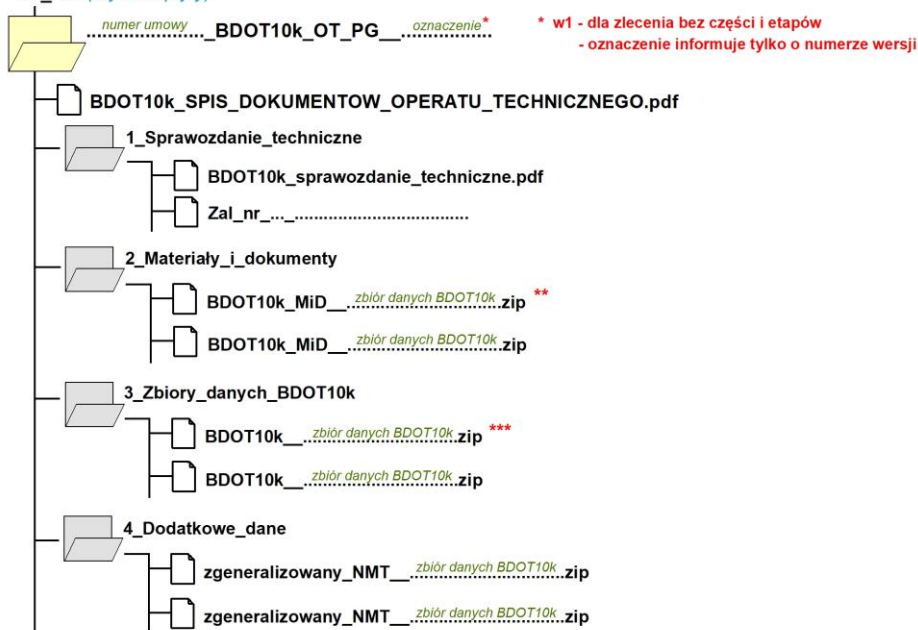 numer umowy _BDOT10k_OT_PG__ oznaczenie* * w1 - dla zlecenia bez części i etapów
- oznaczenie informuje tylko o numerze wersji
BDOT10k_SPIS_DOKUMENTOW_OPERATU_TECHNICZNEGO.pdf
1_Sprawozdanie_techniczne
BDOT10k_sprawozdanie_techniczne.pdf
Zal_nr_..._.....................................
2_Materiały_i_dokumenty
BDOT10k_MiD__ zbiór danych BDOT10k .zip **
BDOT10k_MiD__ zbiór danych BDOT10k .zip
3_Zbiory_danych_BDOT10k
BDOT10k__ zbiór danych BDOT10k .zip ***
BDOT10k__ zbiór danych BDOT10k .zip
4_Dodatkowe_dane
zgeneralizowany_NMT__ zbiór danych BDOT10k .zip
zgeneralizowany_NMT__ zbiór danych BDOT10k .zip